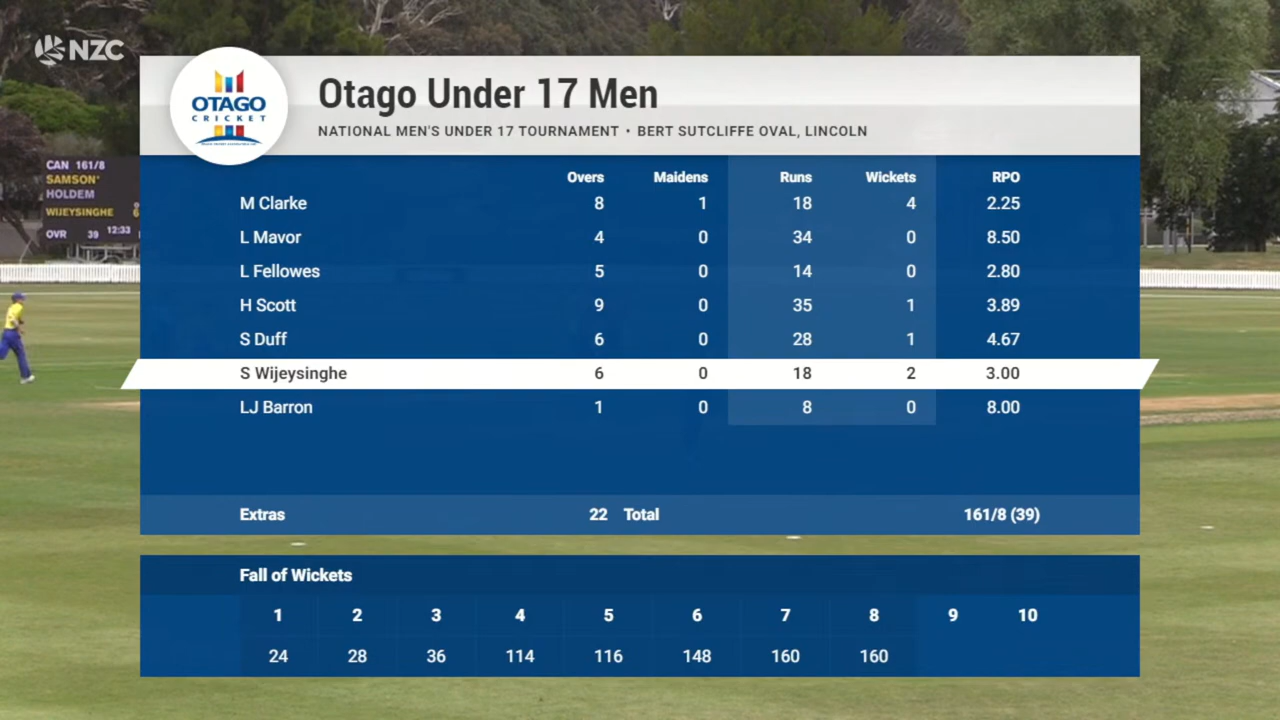 NZC
OTAGO
CRICKET
Otago Under 17 Men
NATIONAL MEN'S UNDER 17 TOURNAMENT • BERT SUTCLIFFE OVAL, LINCOLN
CAN 161/8
SAMSON*
HOLDEM
WIJEYSINGHE
OVR 39 12:33
Overs Maidens Runs Wickets RPO
M Clarke 8 1 18 4 2.25
L Mavor 4 0 34 0 8.50
L Fellowes 5 0 14 0 2.80
H Scott 9 0 35 1 3.89
S Duff 6 0 28 1 4.67
S Wijeysinghe 6 0 18 2 3.00
LJ Barron 1 0 8 0 8.00
Extras 22 Total 161/8 (39)
Fall of Wickets
1 2 3 4 5 6 7 8 9 10
24 28 36 114 116 148 160 160